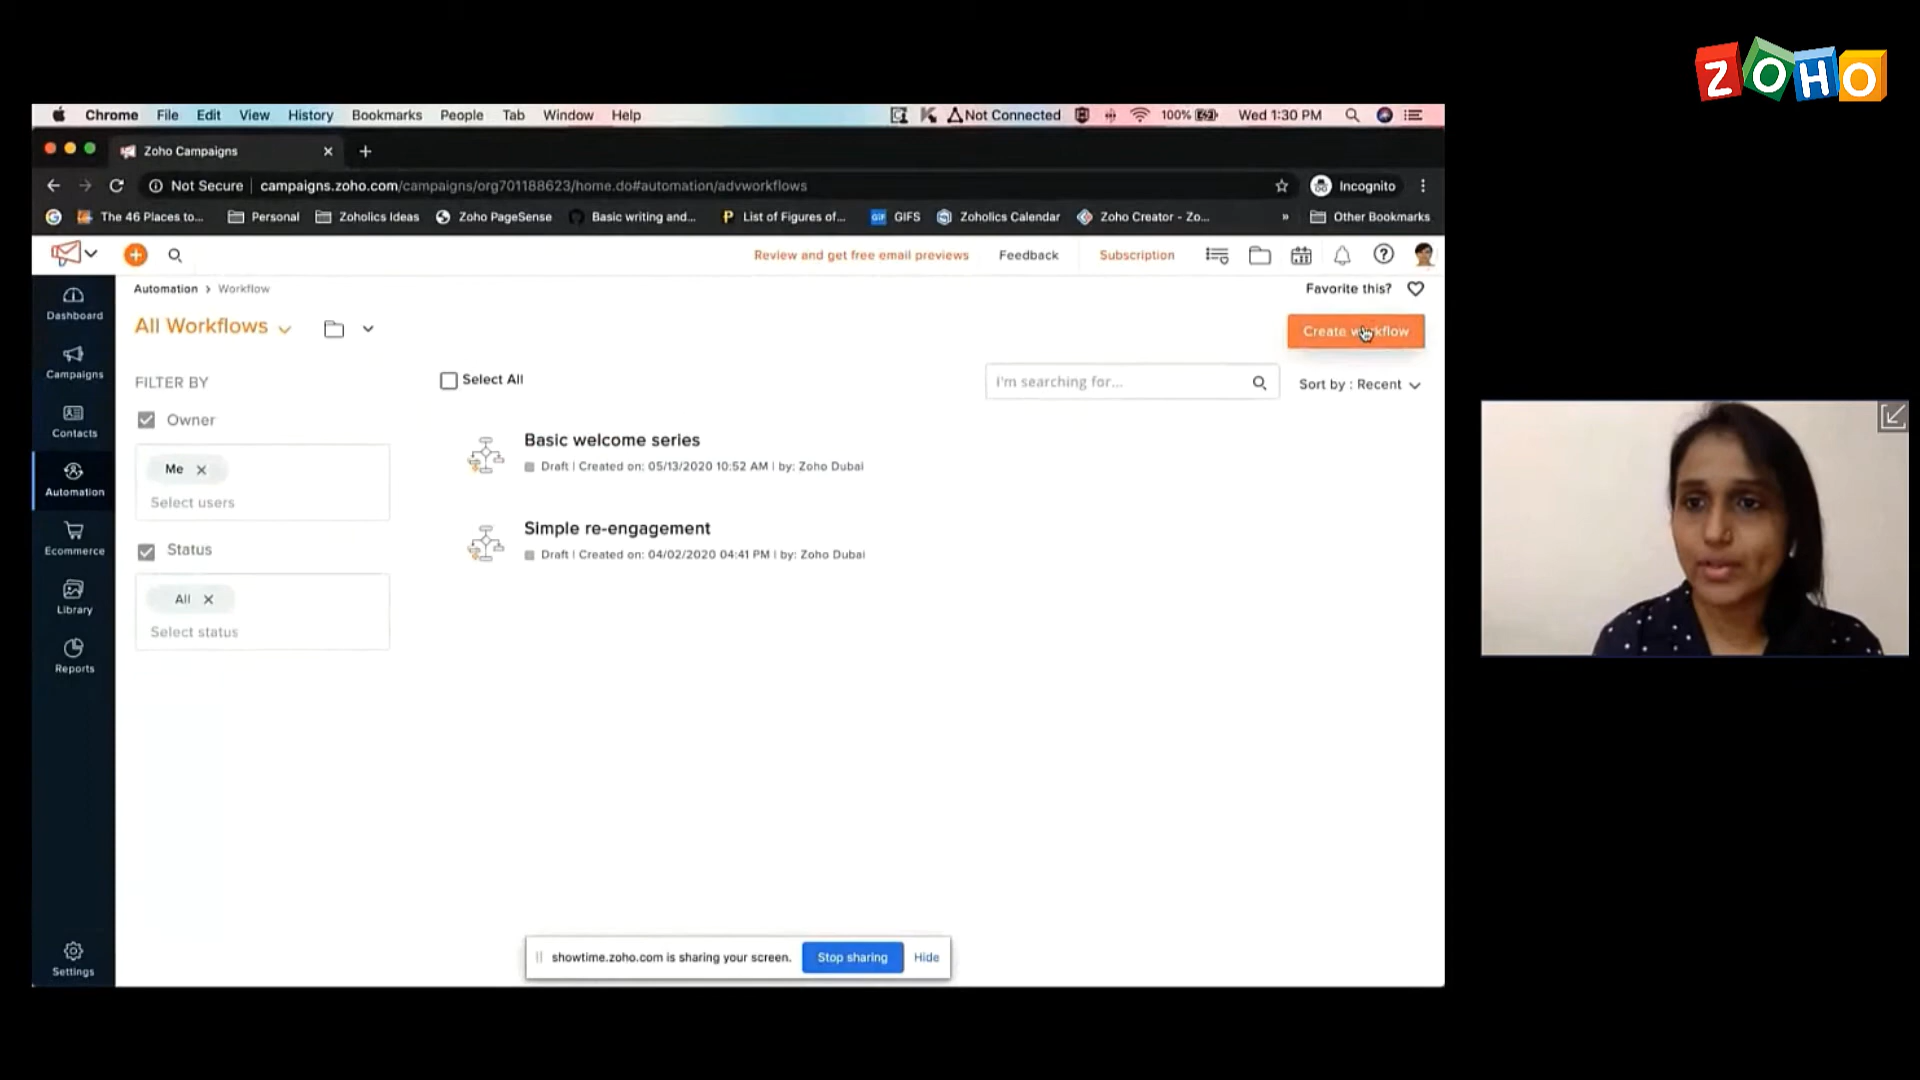 ZOHO
Chrome File Edit View History Bookmarks People Tab Window Help Not Connected 100% Wed 1:30 PM
Zoho Campaigns
Not Secure campaigns.zoho.com/campaigns/org701188623/home.do#automation/advworkflows Incognito
The 46 Places to... Personal Zoholics Ideas Zoho PageSense Basic writing and... List of Figures of... GIFS Zoholics Calendar Zoho Creator - Zo... » Other Bookmarks
Review and get free email previews Feedback Subscription
Automation > Workflow Favorite this?
All Workflows
Create workflow
FILTER BY
Select All
I'm searching for...
Sort by : Recent
Owner
Me
Select users
Status
All
Select status
Basic welcome series
Draft | Created on: 05/13/2020 10:52 AM | by: Zoho Dubai
Simple re-engagement
Draft | Created on: 04/02/2020 04:41 PM | by: Zoho Dubai
Dashboard
Campaigns
Contacts
Automation
Ecommerce
Library
Reports
Settings
showtime.zoho.com is sharing your screen. Stop sharing Hide